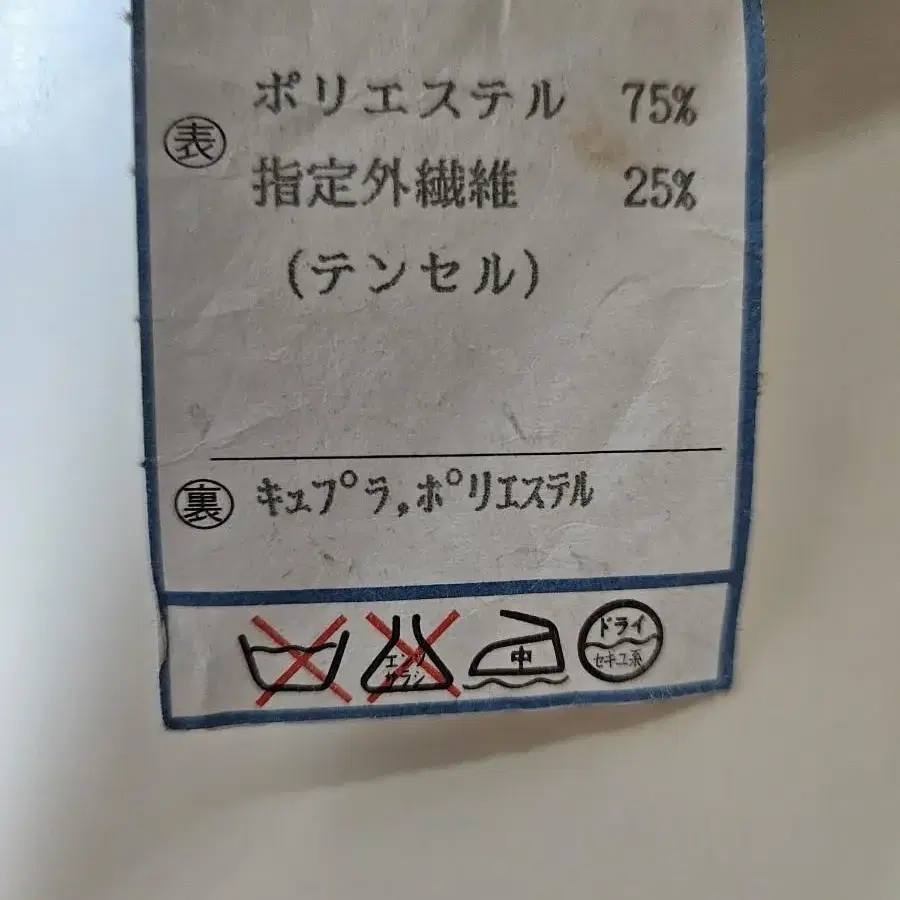 表
ポリエステル 75%
指定外繊維 25%
(テンセル)
裏 キュプラ,ポリエステル
エンソ
サラシ
中
ドライ
セキユ系